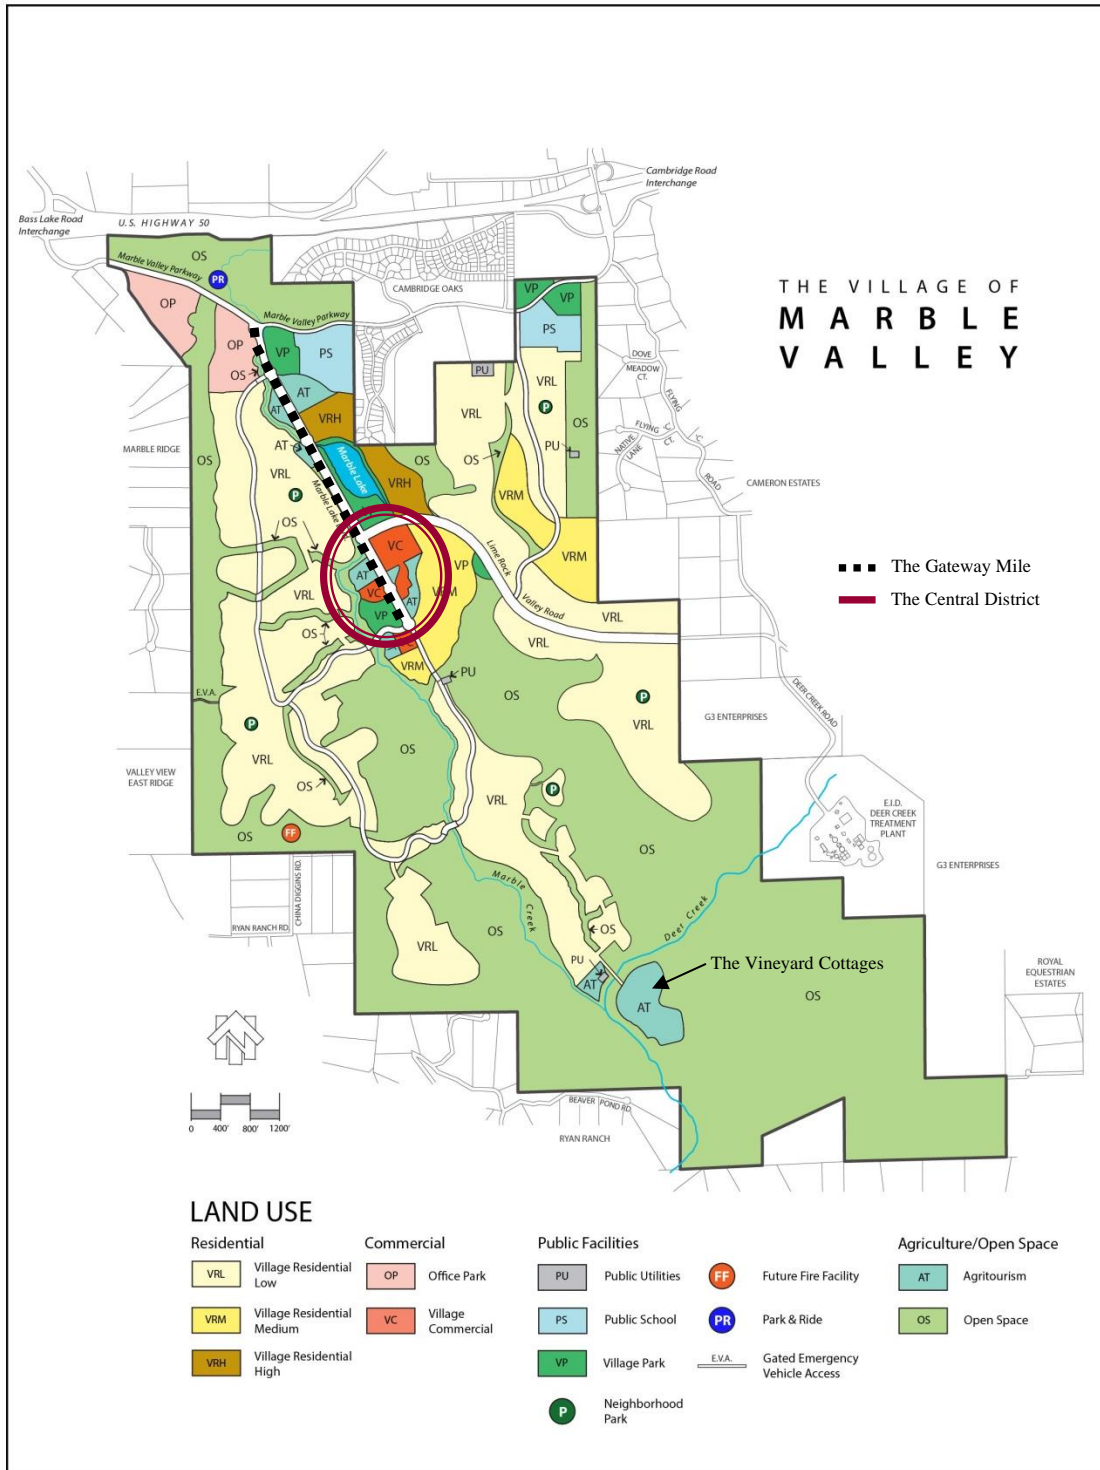 Cambridge Road
Interchange
Bass Lake Road
Interchange
U.S. HIGHWAY 50
THE VILLAGE OF
MARBLE
VALLEY
OS
Marble Valley Parkway
PR
CAMBRIDGE OAKS
VP
VP
OP
Marble Valley Parkway
PS
OP
VP
PS
DOVE
MEADOW
CT.
OS
PU
FLYING
C
ROAD
VRL
VRL
AT
P
AT
VRH
OS
FLYING
C
CT.
NATIVE
LANE
MARBLE RIDGE
OS
AT
Marble Lake
OS
OS
PU
VRL
VRH
VRM
CAMERON ESTATES
P
Marble Lake
OS
VC
Lime Rock
Valley Road
VRM
The Gateway Mile
AT
VP
VRL
VC
AT
VRM
The Central District
VP
VRL
OS
VRL
VRM
PU
OS
DEER CREEK ROAD
E.V.A.
P
G3 ENTERPRISES
P
VRL
OS
VRL
VALLEY VIEW
EAST RIDGE
OS
VRL
P
E.I.D.
DEER CREEK
TREATMENT
PLANT
OS
FF
OS
G3 ENTERPRISES
CHINA DIGGINS RD.
Marble
Creek
RYAN RANCH RD.
OS
OS
Deer Creek
VRL
PU
The Vineyard Cottages
ROYAL
EQUESTRIAN
ESTATES
AT
AT
OS
0 400' 800' 1200'
BEAVER POND RD.
RYAN RANCH
LAND USE
Residential
VRL Village Residential
Low
VRM Village Residential
Medium
VRH Village Residential
High
Commercial
OP Office Park
VC Village
Commercial
Public Facilities
PU Public Utilities
PS Public School
VP Village Park
P Neighborhood
Park
FF Future Fire Facility
PR Park & Ride
E.V.A. Gated Emergency
Vehicle Access
Agriculture/Open Space
AT Agritourism
OS Open Space